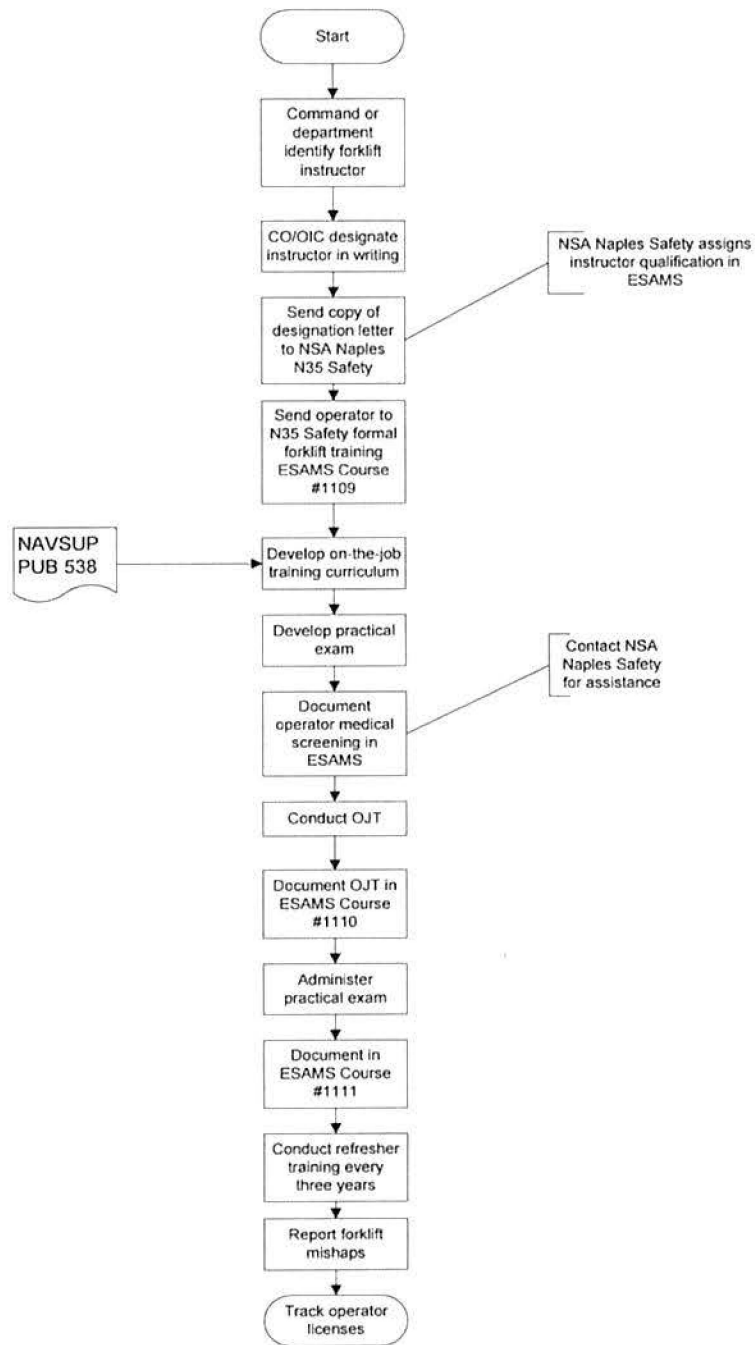 Start
Command or
department
identify forklift
instructor
CO/OIC designate
instructor in writing
NSA Naples Safety assigns
instructor qualification in
ESAMS
Send copy of
designation letter
to NSA Naples
N35 Safety
Send operator to
N35 Safety formal
forklift training
ESAMS Course
#1109
NAVSUP
PUB 538
Develop on-the-job
training curriculum
Develop practical
exam
Contact NSA
Naples Safety
for assistance
Document
operator medical
screening in
ESAMS
Conduct OJT
Document OJT in
ESAMS Course
#1110
Administer
practical exam
Document in
ESAMS Course
#1111
Conduct refresher
training every
three years
Report forklift
mishaps
Track operator
licenses